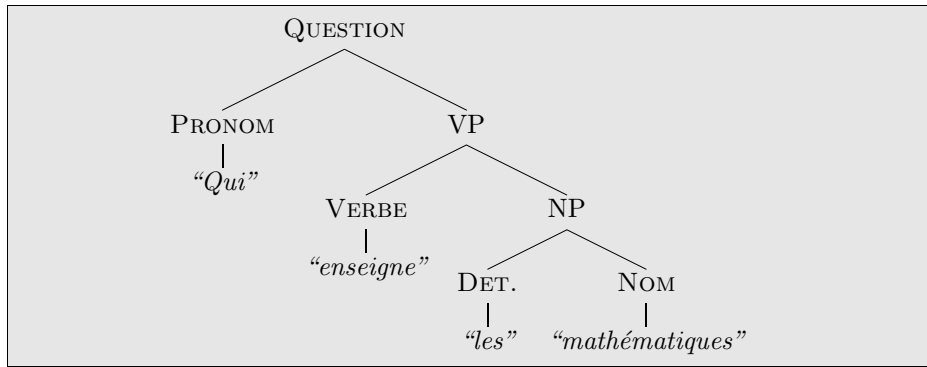 QUESTION
PRONOM VP
“Qui”
VERBE NP
“enseigne”
DET. NOM
“les” “mathématiques”